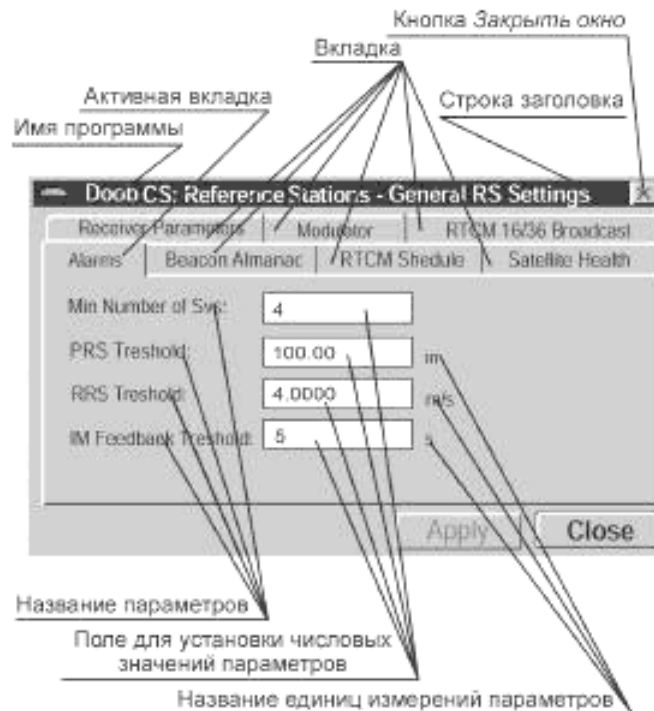 Кнопка Закрыть окно
Вкладка
Активная вкладка
Строка заголовка
Имя программы
CS: Reference Stations - General RS Settings
Receiver Parameters
Modulator
RTCM 16/36 Broadcast
Alarms
Beacon Almanac
RTCM Shedule
Satellite Health
Min Number of Svs:
4
PRS Treshold:
100.00
m
RRS Treshold:
4.0000
m/s
IM Feedback Treshold:
5
s
Apply
Close
Название параметров
Поле для установки числовых
значений параметров
Название единиц измерений параметров